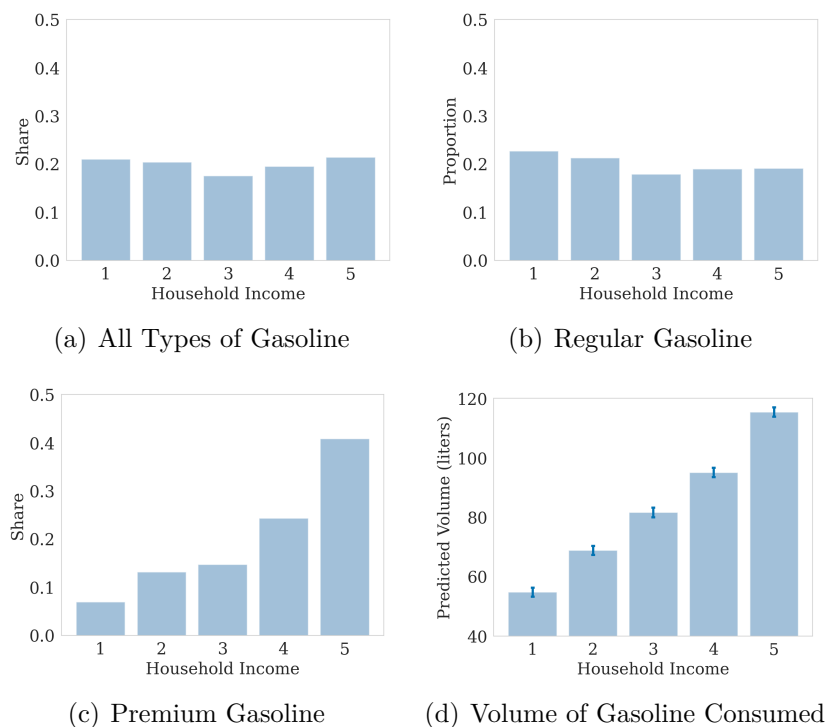 0.5
0.4
0.3
0.2
0.1
0.0
Share
1 2 3 4 5
Household Income
(a) All Types of Gasoline
0.5
0.4
0.3
0.2
0.1
0.0
Proportion
1 2 3 4 5
Household Income
(b) Regular Gasoline
0.5
0.4
0.3
0.2
0.1
0.0
Share
1 2 3 4 5
Household Income
(c) Premium Gasoline
120
100
80
60
40
Predicted Volume (liters)
1 2 3 4 5
Household Income
(d) Volume of Gasoline Consumed